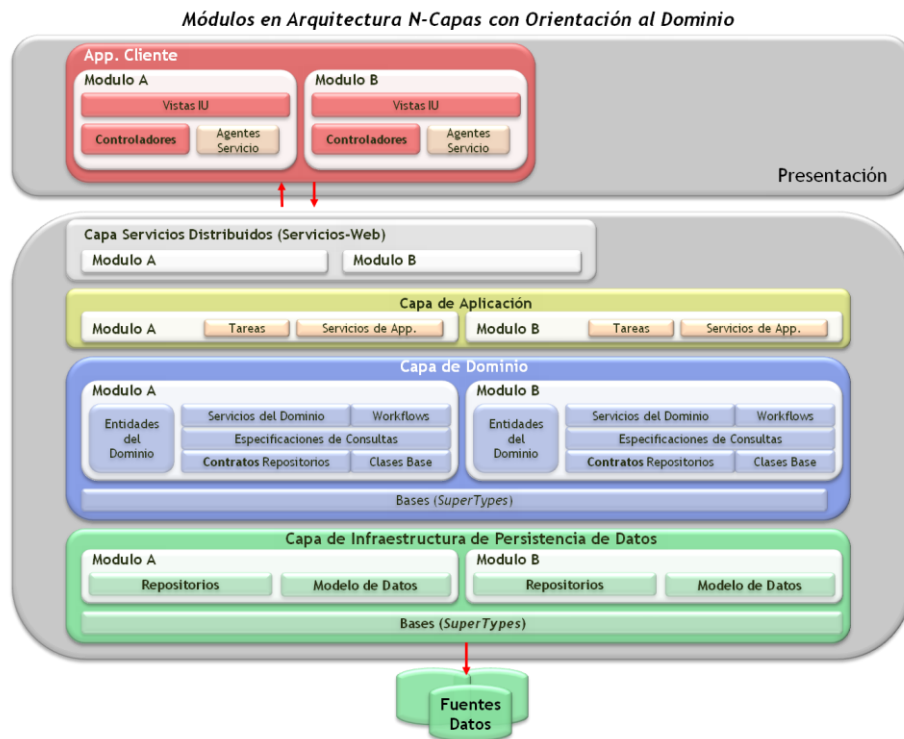 Módulos en Arquitectura N-Capas con Orientación al Dominio
App. Cliente
Modulo A
Vistas IU
Controladores
Agentes
Servicio
Modulo B
Vistas IU
Controladores
Agentes
Servicio
Presentación
Capa Servicios Distribuidos (Servicios-Web)
Modulo A
Modulo B
Capa de Aplicación
Modulo A
Tareas
Servicios de App.
Modulo B
Tareas
Servicios de App.
Capa de Dominio
Modulo A
Entidades
del
Dominio
Servicios del Dominio
Workflows
Especificaciones de Consultas
Contratos Repositorios
Clases Base
Modulo B
Entidades
del
Dominio
Servicios del Dominio
Workflows
Especificaciones de Consultas
Contratos Repositorios
Clases Base
Bases (SuperTypes)
Capa de Infraestructura de Persistencia de Datos
Modulo A
Repositorios
Modelo de Datos
Modulo B
Repositorios
Modelo de Datos
Bases (SuperTypes)
Fuentes
Datos